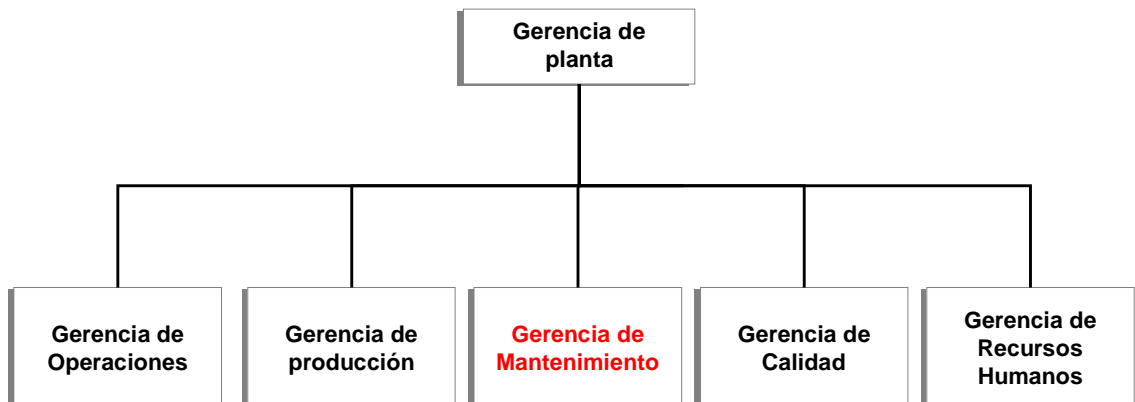 Gerencia de
planta
Gerencia de
Operaciones
Gerencia de
producción
Gerencia de
Mantenimiento
Gerencia de
Calidad
Gerencia de
Recursos
Humanos